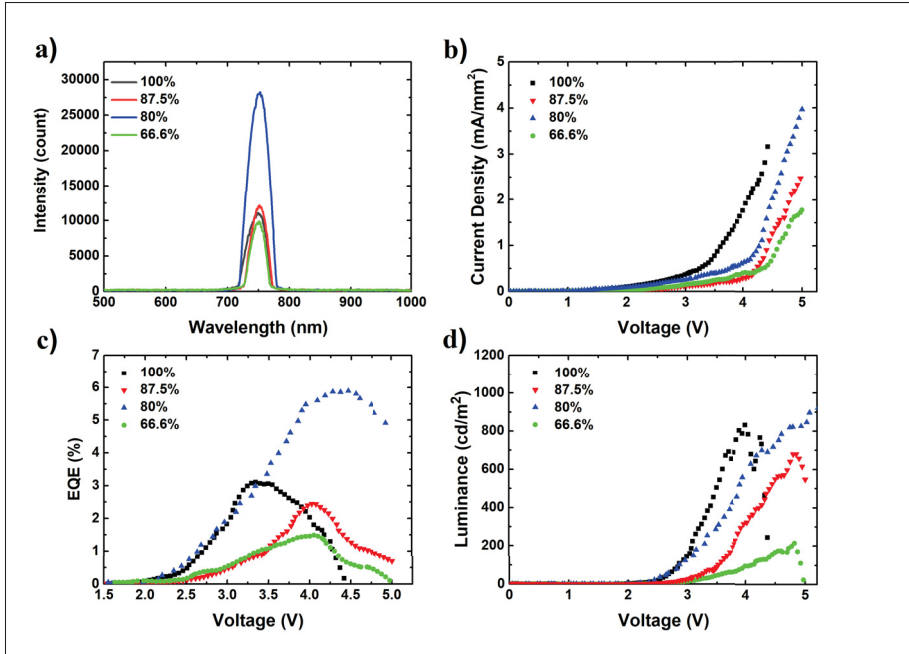 a)
30000
25000
20000
15000
10000
5000
0
Intensity (count)
100%
87.5%
80%
66.6%
500 600 700 800 900 1000
Wavelength (nm)
b)
5
4
3
2
1
0
Current Density (mA/mm²)
100%
87.5%
80%
66.6%
0 1 2 3 4 5
Voltage (V)
c)
7
6
5
4
3
2
1
0
EQE (%)
100%
87.5%
80%
66.6%
1.5 2.0 2.5 3.0 3.5 4.0 4.5 5.0
Voltage (V)
d)
1200
1000
800
600
400
200
0
Luminance (cd/m²)
100%
87.5%
80%
66.6%
0 1 2 3 4 5
Voltage (V)